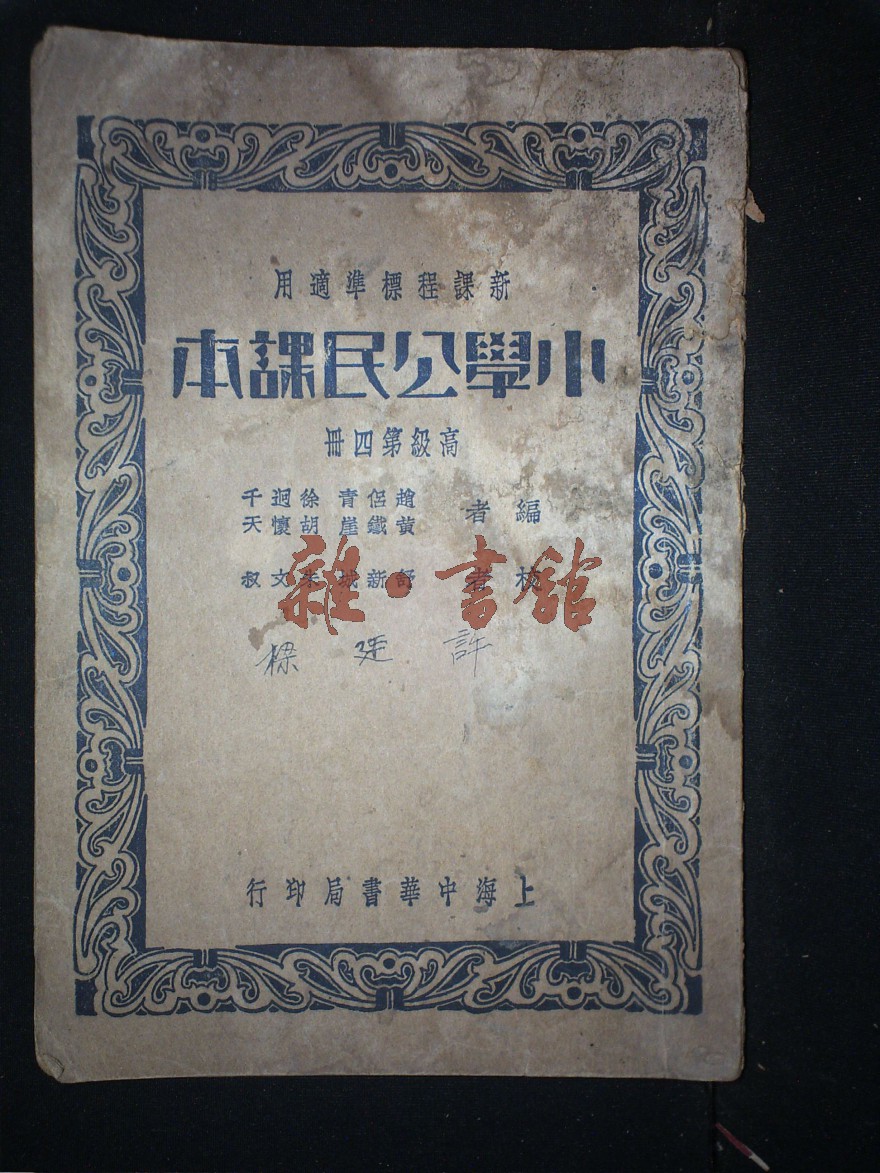 新課程標準適用
小學公民課本
高級第四冊
編者 趙侶青 徐迥千
黃鐵崖 胡懷天
校者 舒新城 朱文叔
許廷樑
上海中華書局印行
雜·書館